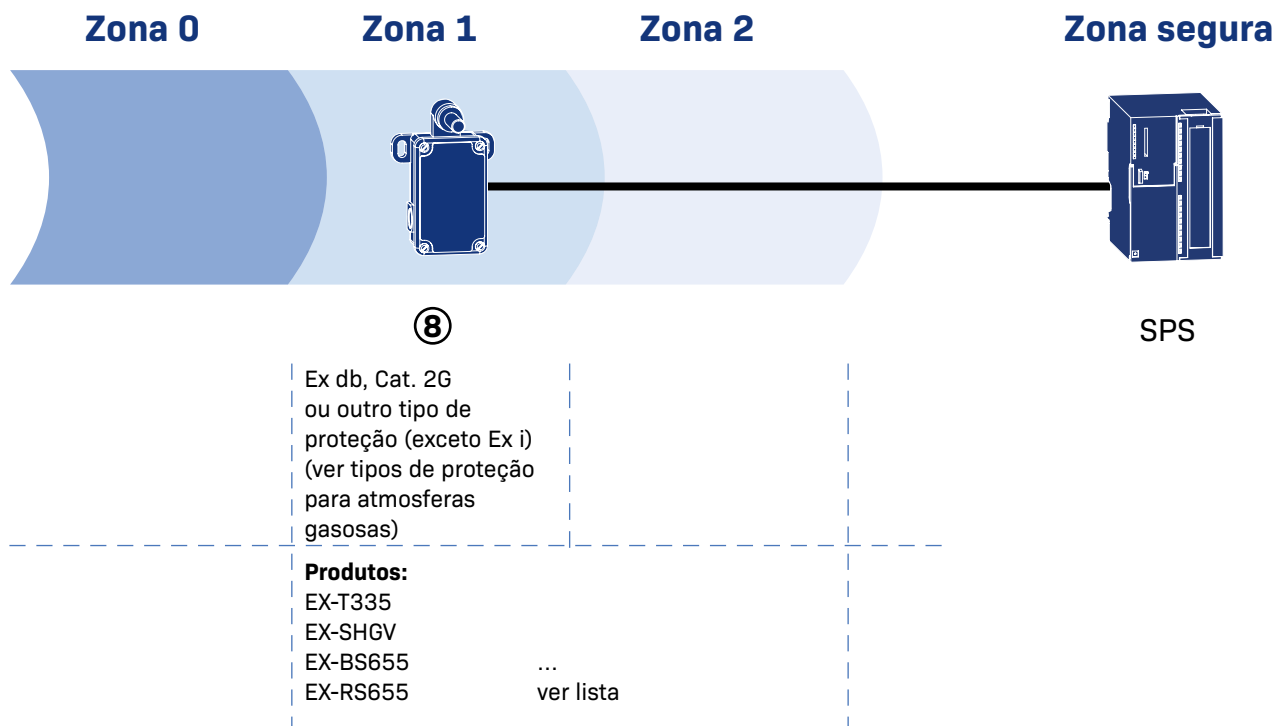 Zona 0 Zona 1 Zona 2 Zona segura
⑧
SPS
Ex db, Cat. 2G
ou outro tipo de
proteção (exceto Ex i)
(ver tipos de proteção
para atmosferas
gasosas)
Produtos:
EX-T335
EX-SHGV
EX-BS655 ...
EX-RS655 ver lista